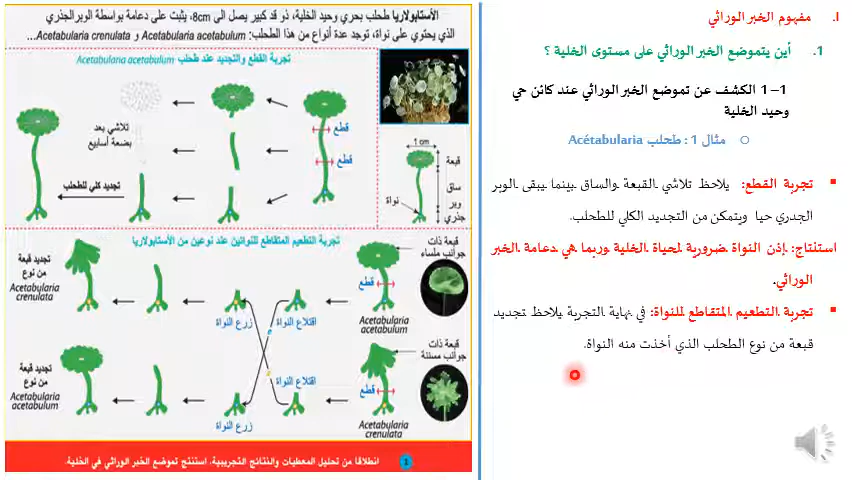 I. مفهوم الخبر الوراثي
1. أين يتموضع الخبر الوراثي على مستوى الخلية ؟
1– 1 الكشف عن تموضع الخبر الوراثي عند كائن حي
وحيد الخلية
مثال 1 : طحلب Acétabularia
تجربة القطع: يلاحظ تلاشي القبعة والساق بينما يبقى الوبر
الجدري حيا ويتمكن من التجديد الكلي للطحلب.
استنتاج: إذن النواة ضرورية لحياة الخلية وربما هي دعامة الخبر
الوراثي.
تجربة التطعيم المتقاطع للنواة: في نهاية التجربة يلاحظ تجديد
قبعة من نوع الطحلب الذي أخذت منه النواة.
الأستابولاريا طحلب بحري وحيد الخلية، ذو قد كبير يصل الى 8cm، يثبت على دعامة بواسطة الوبر الجذري
الذي يحتوي على نواة، توجد عدة أنواع من هذا الطحلب: Acetabularia acetabulum و Acetabularia crenulata...
تجربة القطع والتجديد عند طحلب Acetabularia acetabulum
قطع
قطع
تلاشي بعد
بضعة أسابيع
تجديد كلي للطحلب
1 cm
قبعة
ساق
وبر
جذري
نواة
تجربة التطعيم المتقاطع للنواتين عند نوعين من الأستابولاريا
قبعة ذات
جوانب ملساء
قطع
Acetabularia
acetabulum
اقتلاع النواة
زرع النواة
تجديد قبعة
من نوع
Acetabularia
crenulata
قبعة ذات
جوانب مسننة
قطع
Acetabularia
crenulata
اقتلاع النواة
زرع النواة
تجديد قبعة
من نوع
Acetabularia
acetabulum
1 انطلاقا من تحليل المعطيات والنتائج التجريبية، استنتج تموضع الخبر الوراثي في الخلية.